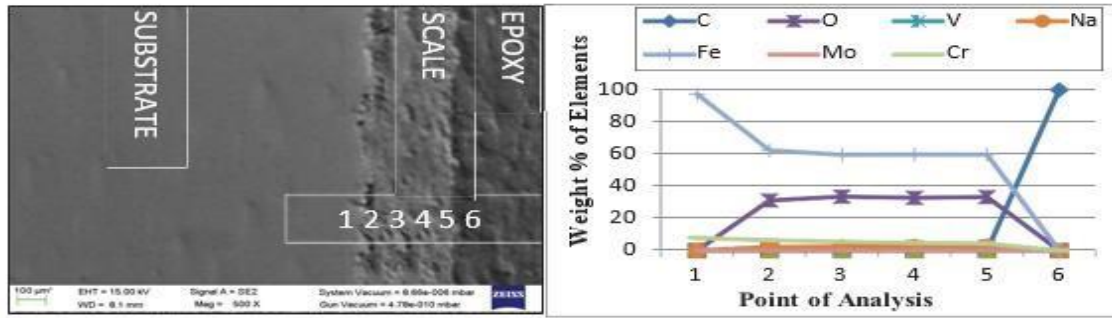 SUBSTRATE
SCALE
EPOXY
1 2 3 4 5 6
100 µm
EHT = 15.00 kV
WD = 8.1 mm
Signal A = SE2
Mag = 500 X
System Vacuum = 6.66e-006 mbar
Gun Vacuum = 4.78e-010 mbar
ZEISS
C O V Na
Fe Mo Cr
Weight % of Elements
100
80
60
40
20
0
1 2 3 4 5 6
Point of Analysis